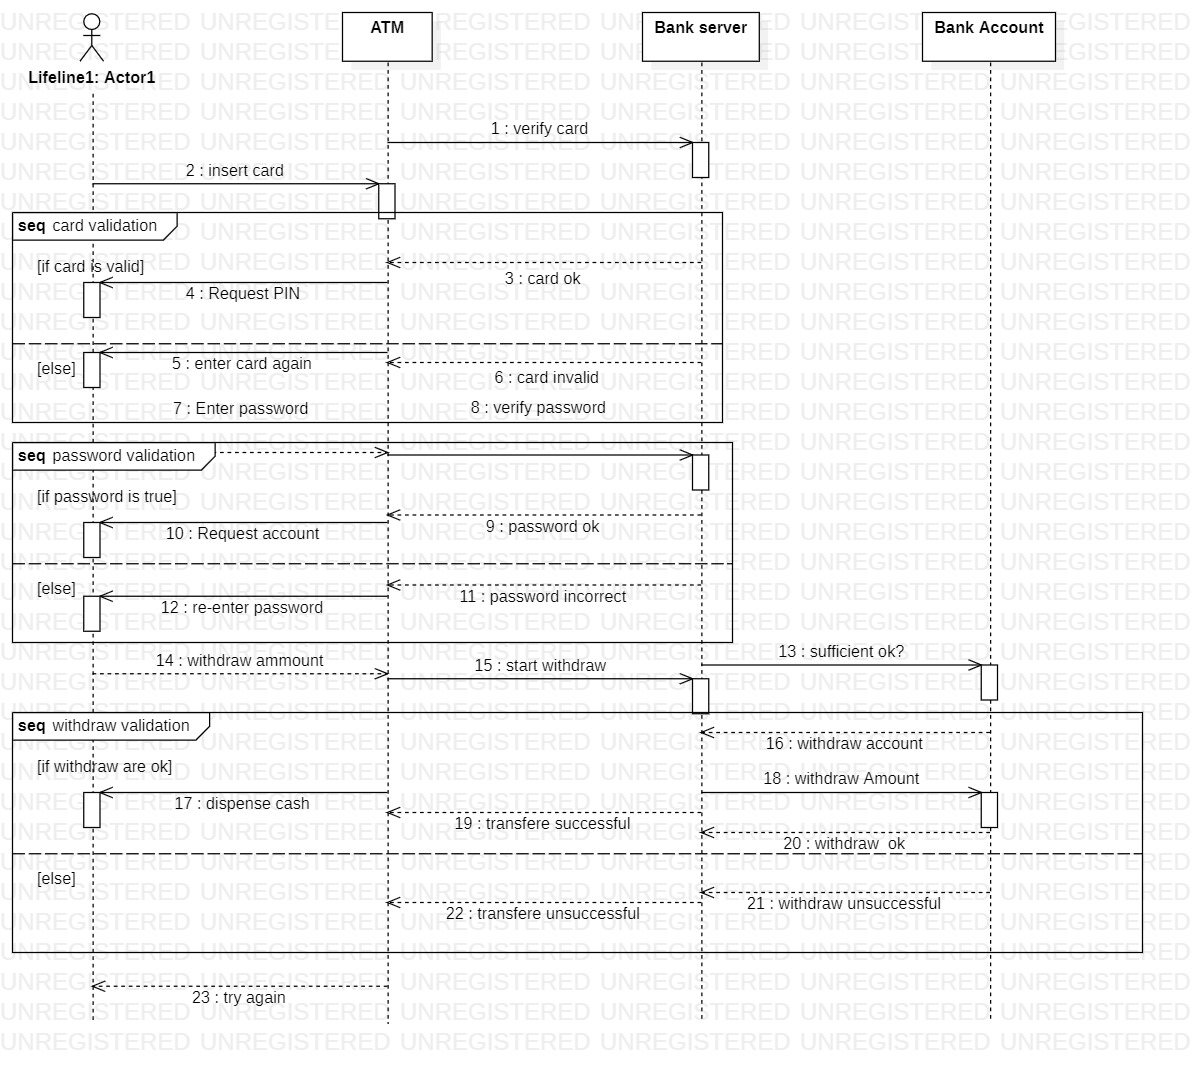 ATM
Bank server
Bank Account
Lifeline1: Actor1
1 : verify card
2 : insert card
seq card validation
[if card is valid]
3 : card ok
4 : Request PIN
5 : enter card again
[else]
6 : card invalid
7 : Enter password
8 : verify password
seq password validation
[if password is true]
9 : password ok
10 : Request account
[else]
11 : password incorrect
12 : re-enter password
13 : sufficient ok?
14 : withdraw ammount
15 : start withdraw
seq withdraw validation
16 : withdraw account
[if withdraw are ok]
18 : withdraw Amount
17 : dispense cash
19 : transfere successful
20 : withdraw  ok
[else]
21 : withdraw unsuccessful
22 : transfere unsuccessful
23 : try again
UNREGISTERED